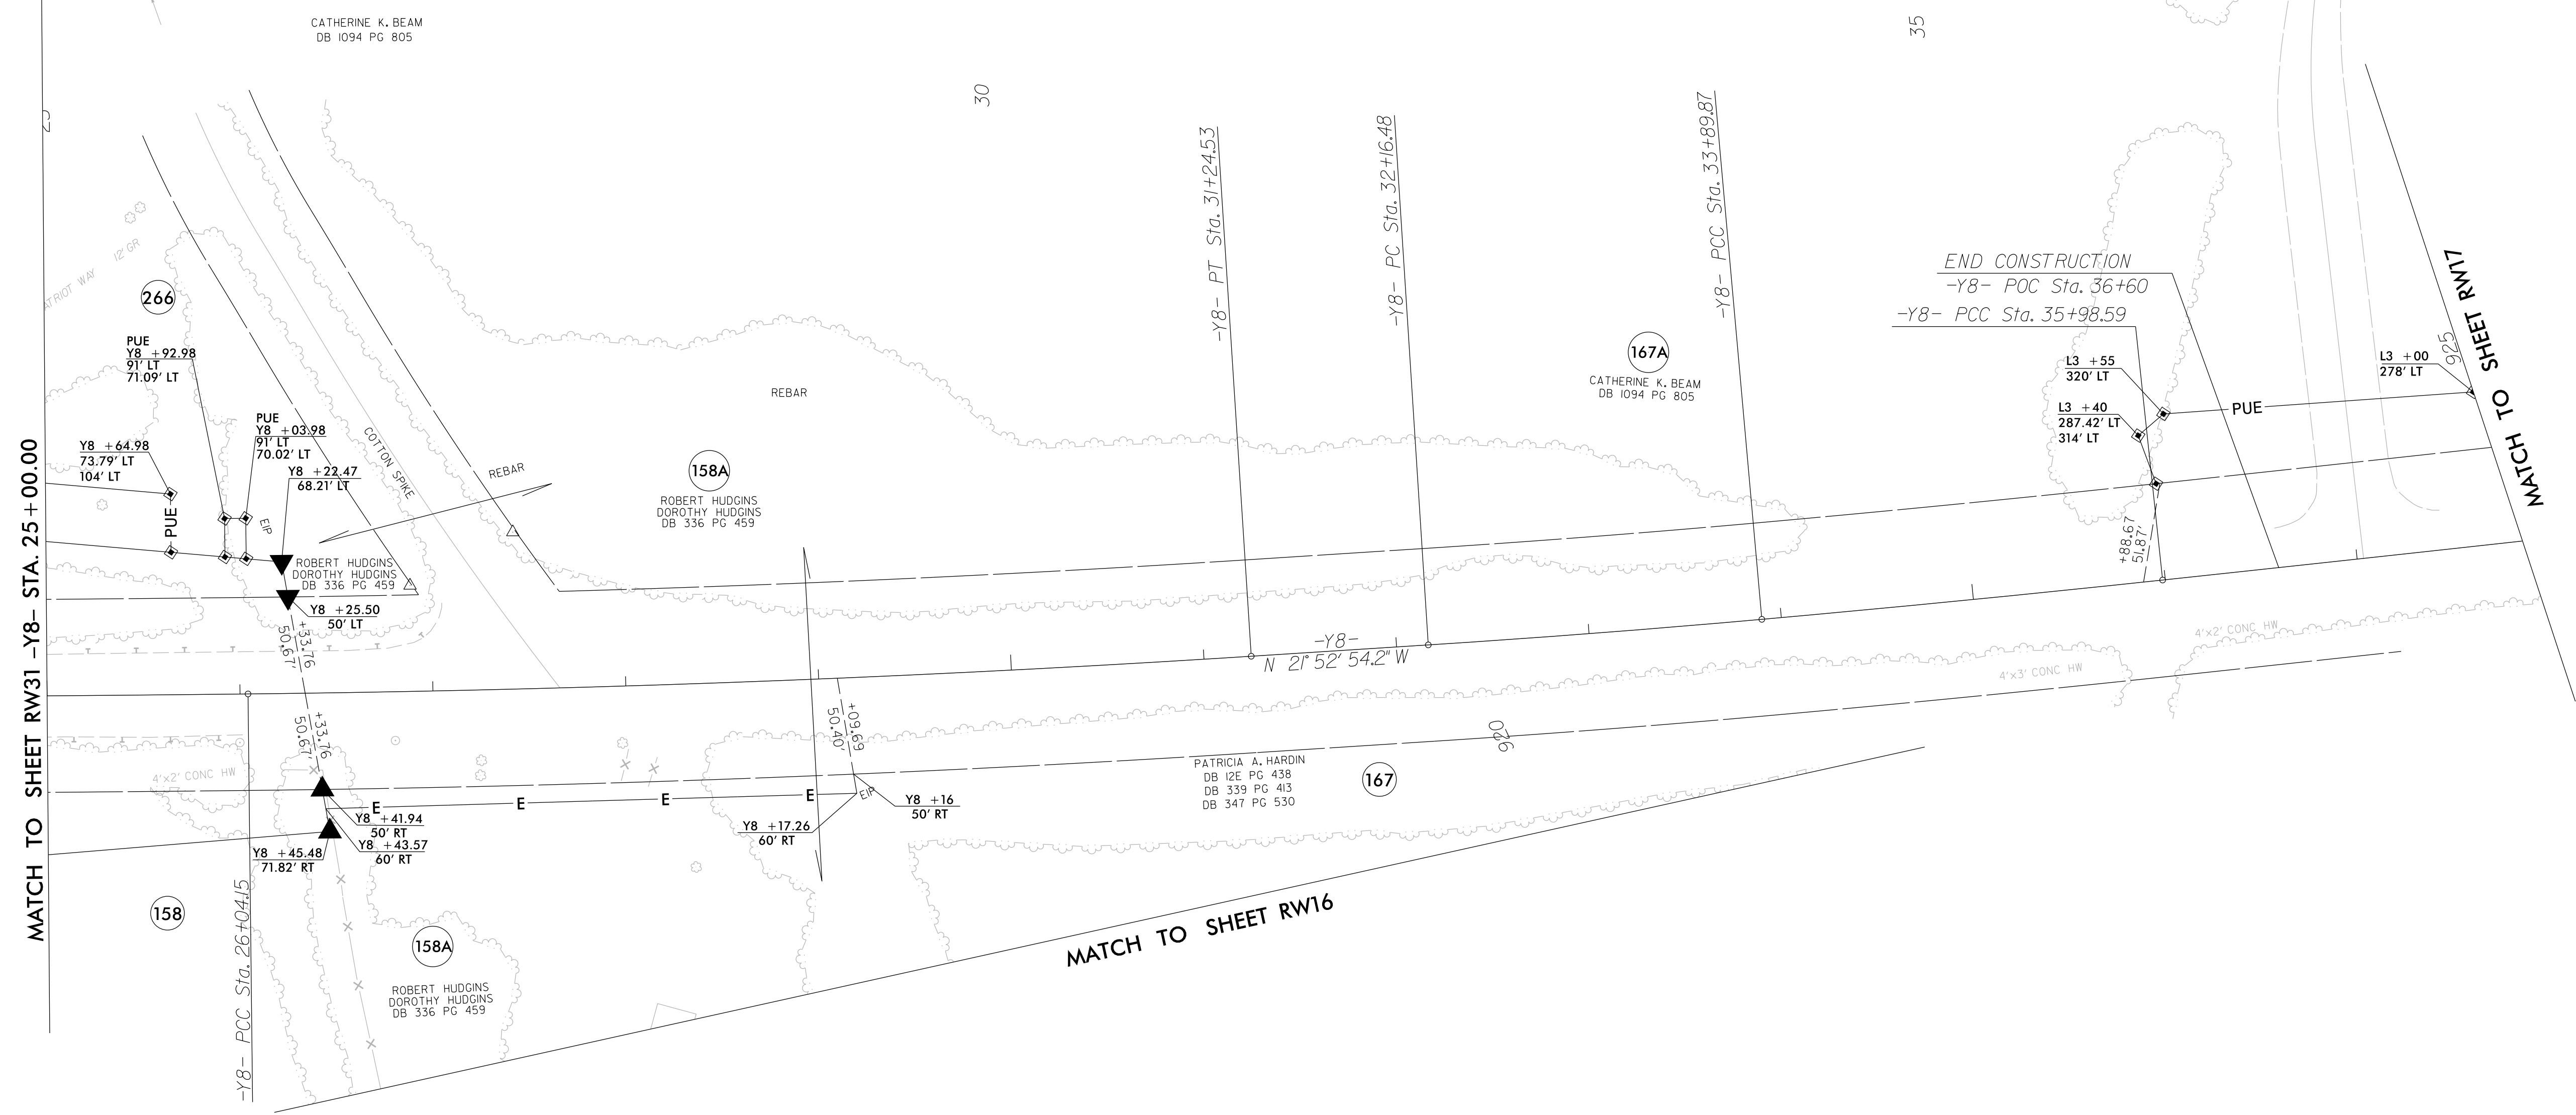 CATHERINE K. BEAM
DB 1094 PG 805
35
30
25
-Y8- PT Sta. 31+24.53
-Y8- PC Sta. 32+16.48
-Y8- PCC Sta. 33+89.87
ATRIOT WAY
12' GR
266
END CONSTRUCTION
-Y8- POC Sta. 36+60
-Y8- PCC Sta. 35+98.59
MATCH TO SHEET RW17
925
PUE
Y8 +92.98
91' LT
71.09' LT
167A
CATHERINE K. BEAM
DB 1094 PG 805
L3 +55
320' LT
L3 +00
278' LT
REBAR
L3 +40
287.42' LT
314' LT
PUE
PUE
Y8 +03.98
91' LT
70.02' LT
Y8 +64.98
73.79' LT
104' LT
COTTON SPIKE
Y8 +22.47
68.21' LT
REBAR
158A
ROBERT HUDGINS
DOROTHY HUDGINS
DB 336 PG 459
PUE
EIP
+88.67
51.87'
ROBERT HUDGINS
DOROTHY HUDGINS
DB 336 PG 459
Y8 +25.50
50' LT
MATCH TO SHEET RW31 -Y8- STA. 25+00.00
+33.76
50.67'
-Y8-
N 21° 52' 54.2" W
4'x2' CONC HW
4'x3' CONC HW
+33.76
50.67'
+09.69
50.40'
920
4'x2' CONC HW
PATRICIA A. HARDIN
DB 12E PG 438
DB 339 PG 413
DB 347 PG 530
167
E
E
E
E
EIP
Y8 +16
50' RT
Y8 +41.94
50' RT
Y8 +17.26
60' RT
Y8 +43.57
60' RT
Y8 +45.48
71.82' RT
158
-Y8- PCC Sta. 26+04.15
158A
MATCH TO SHEET RW16
ROBERT HUDGINS
DOROTHY HUDGINS
DB 336 PG 459